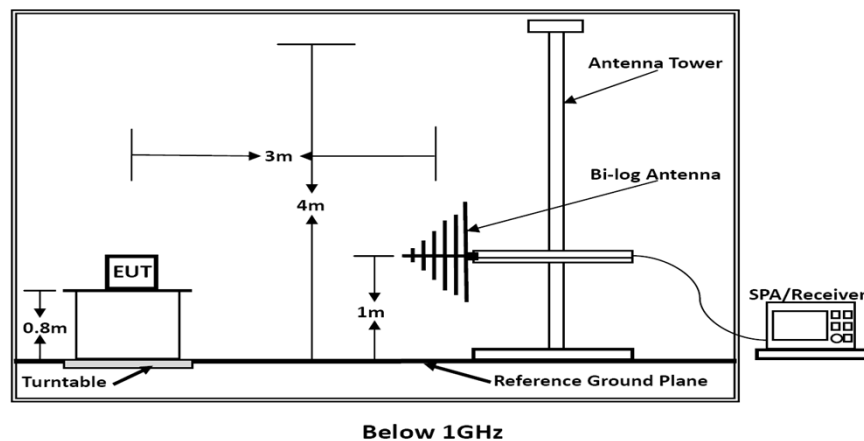 Antenna Tower
3m
Bi-log Antenna
4m
EUT
0.8m
1m
SPA/Receiver
Turntable
Reference Ground Plane
Below 1GHz